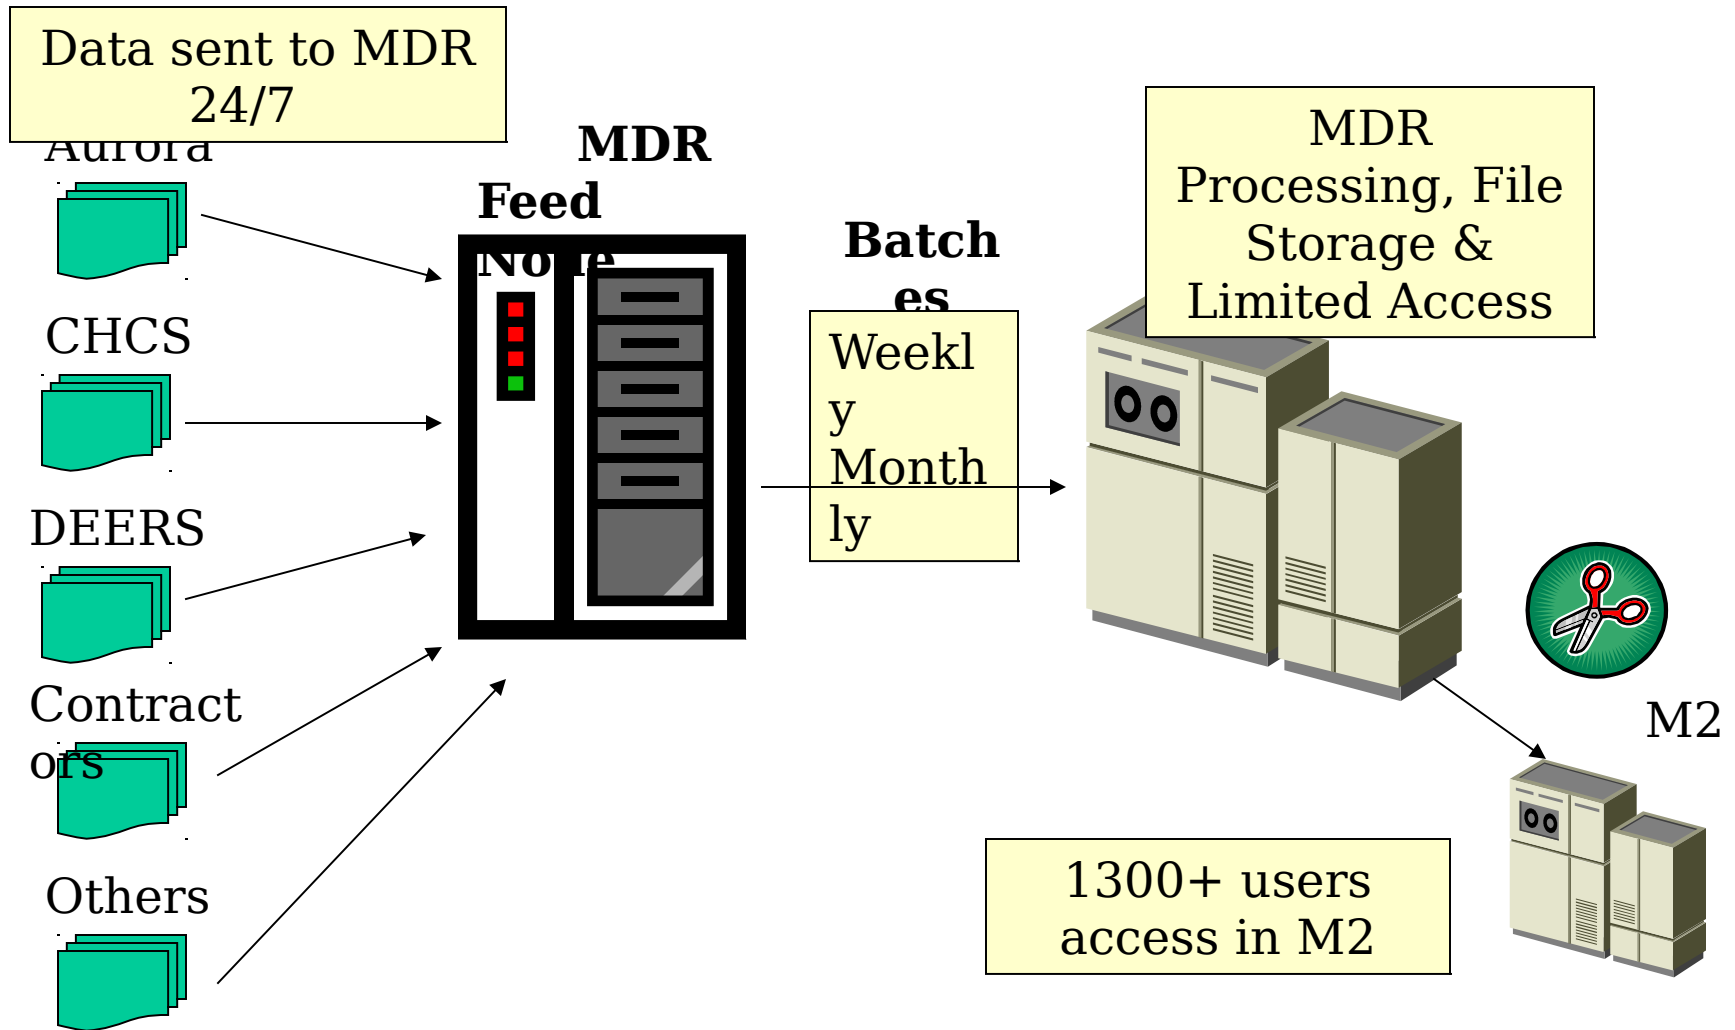 Data sent to MDR
24/7
Aurora
CHCS
DEERS
Contract
ors
Others
MDR
Feed
Node
Batch
es
Weekl
y
Month
ly
MDR
Processing, File
Storage &
Limited Access
M2
1300+ users
access in M2